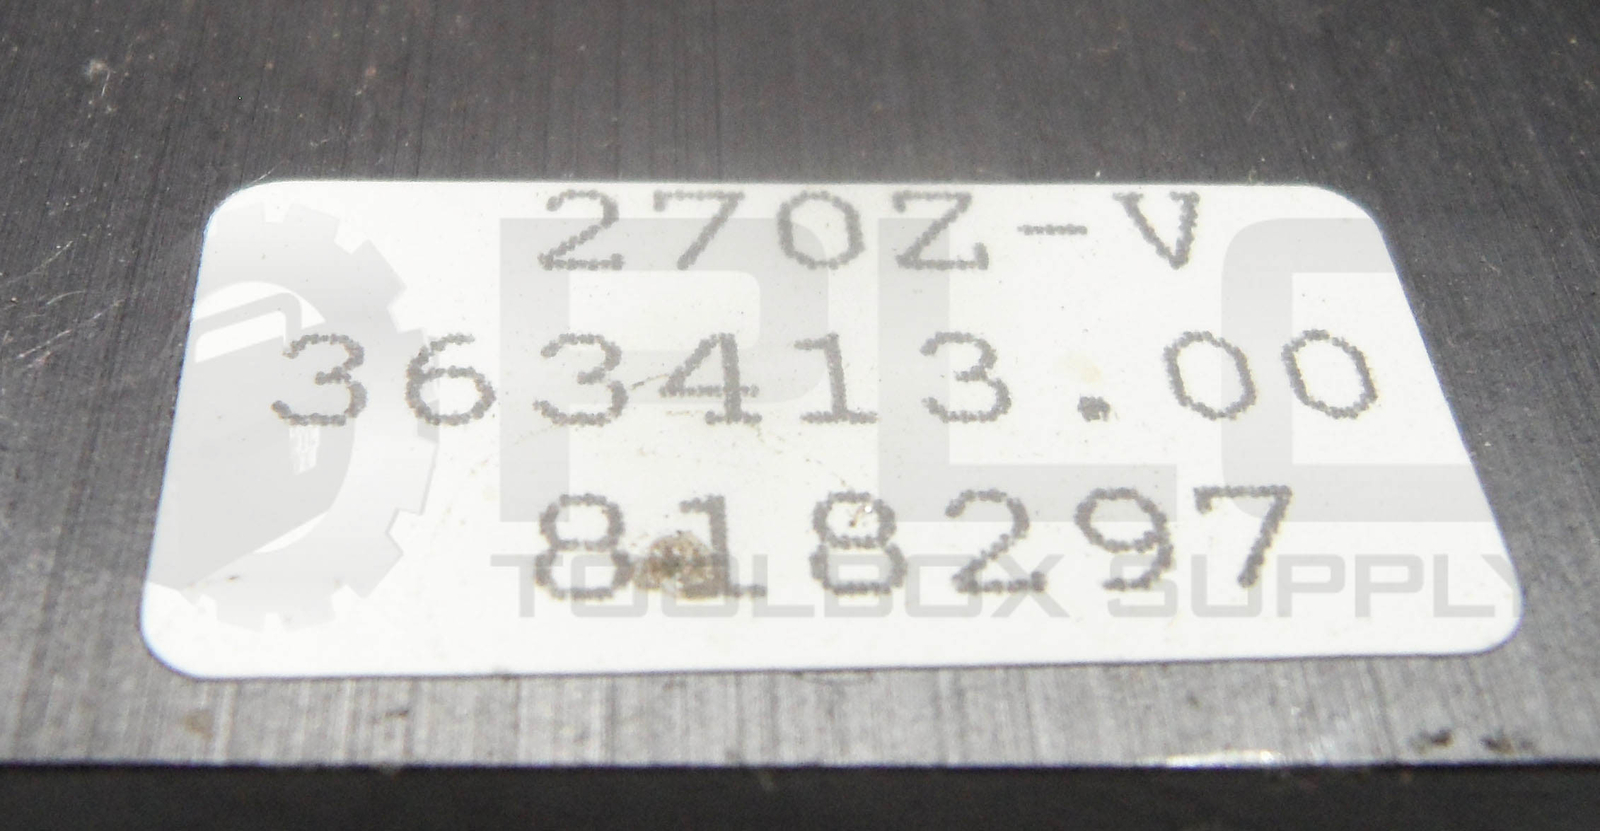 270Z-V
363413.00
818297
PLC
TOOLBOX SUPPLY